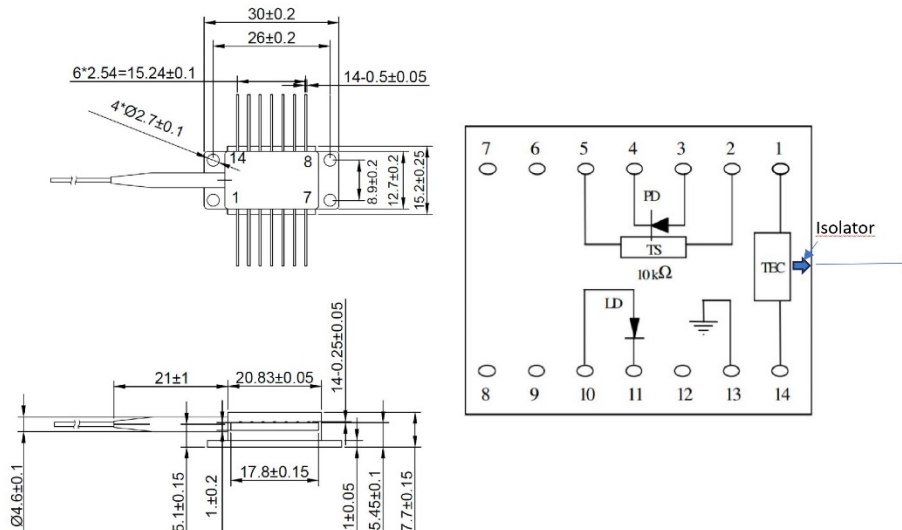 30±0.2
26±0.2
6*2.54=15.24±0.1
14-0.5±0.05
4*Ø2.7±0.1
14
8
1
7
8.9±0.2
12.7±0.2
15.2±0.25
21±1
20.83±0.05
14-0.25±0.05
17.8±0.15
Ø4.6±0.1
5.1±0.15
1.±0.2
1±0.05
5.45±0.1
7.7±0.15
7 6 5 4 3 2 1
PD
TS
10kΩ
Isolator
TEC
LD
8 9 10 11 12 13 14